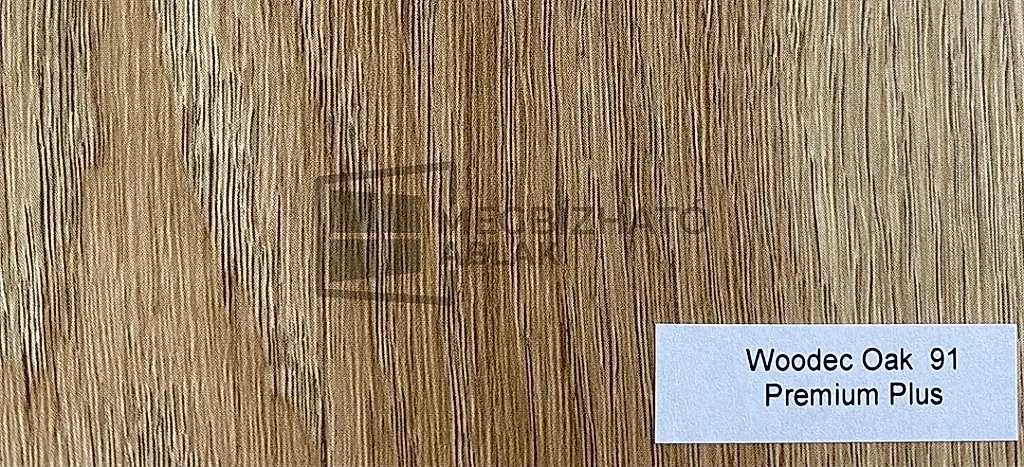 MEGBÍZHATÓ
ABLAK
Woodec Oak 91
Premium Plus